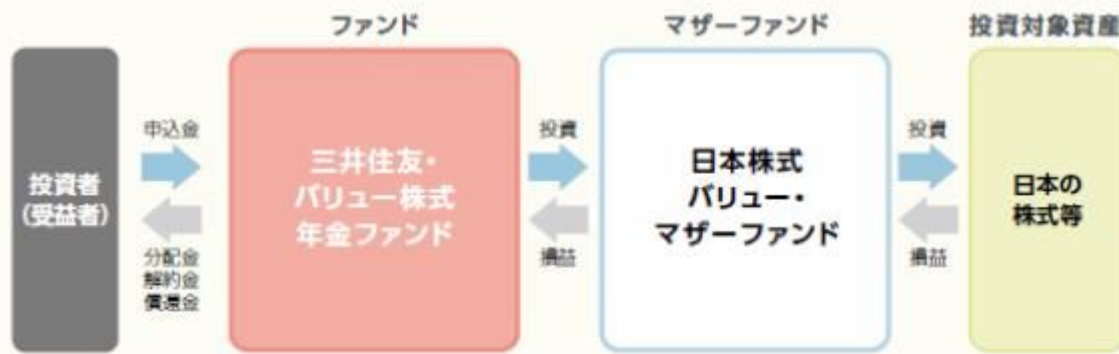 ファンド
マザーファンド
投資対象資産
投資者
(受益者)
申込金
分配金
解約金
償還金
三井住友・
バリュー株式
年金ファンド
投資
損益
日本株式
バリュー・
マザーファンド
投資
損益
日本の
株式等